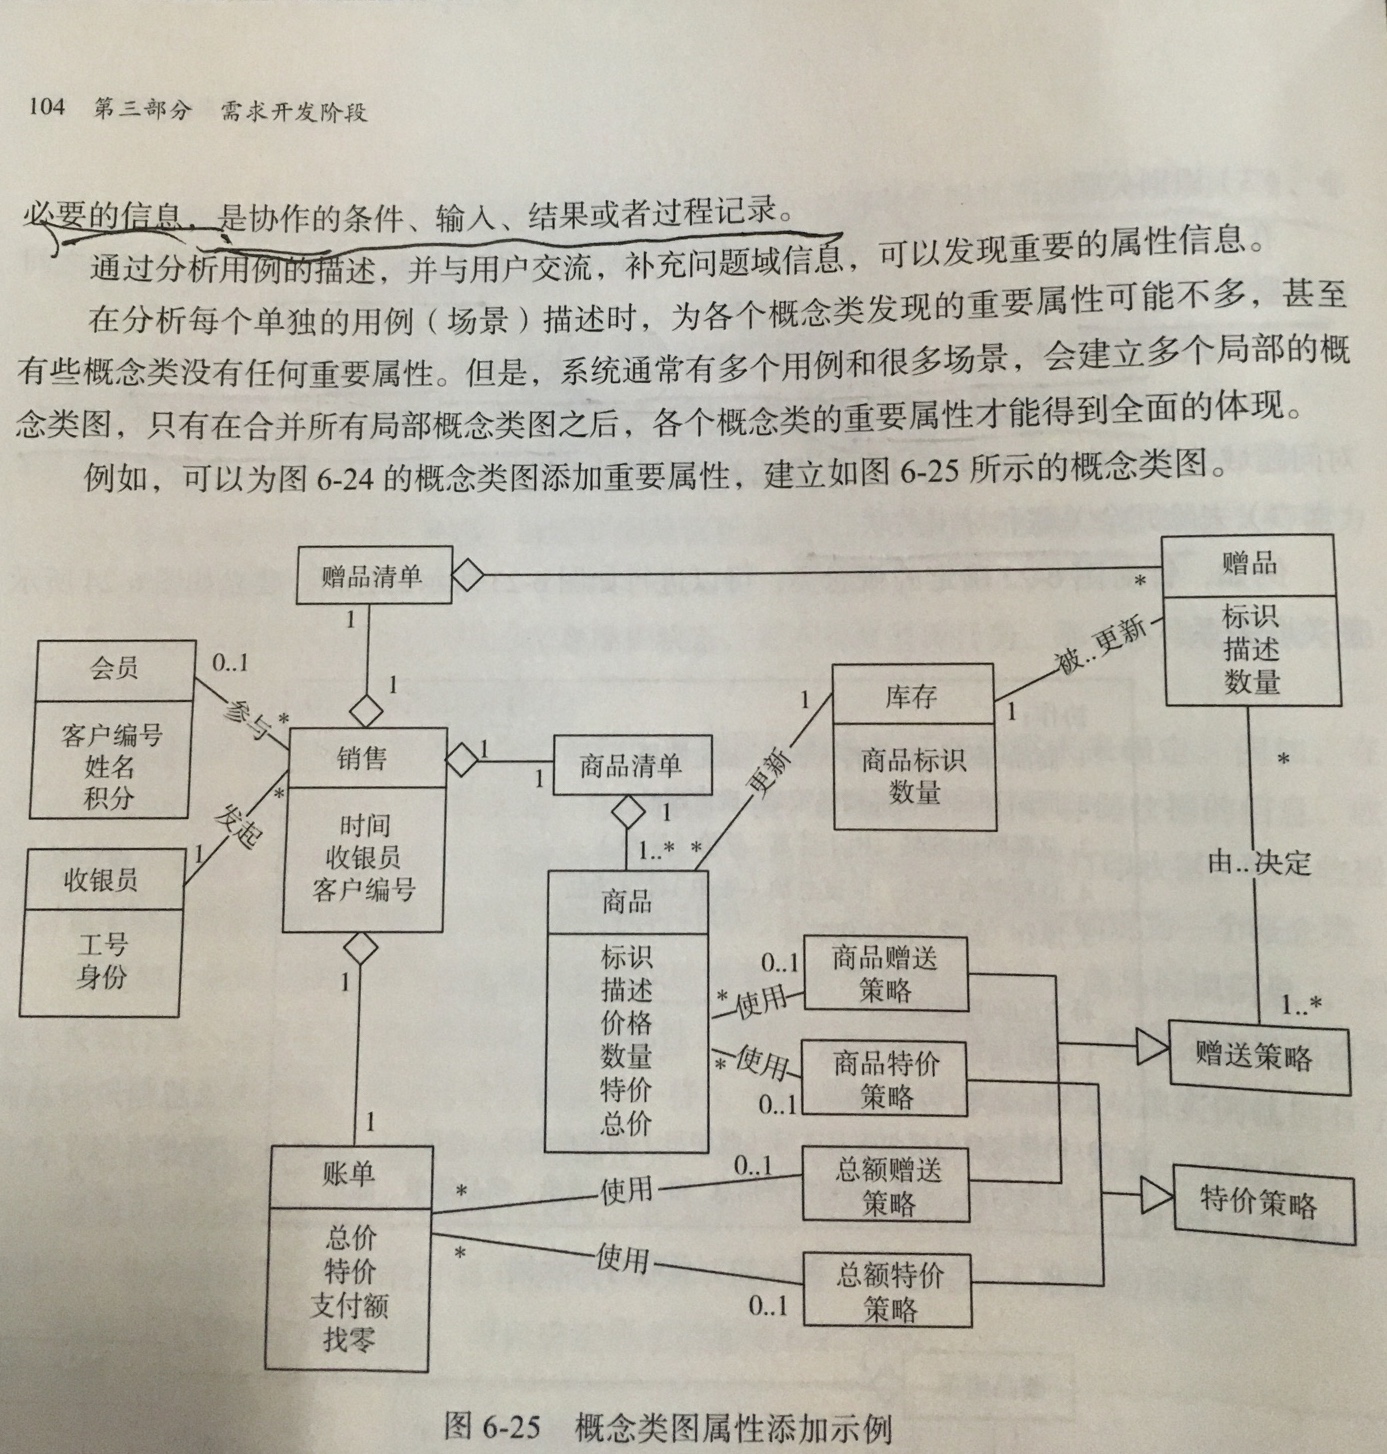 104 第三部分 需求开发阶段
必要的信息，是协作的条件、输入、结果或者过程记录。
通过分析用例的描述，并与用户交流，补充问题域信息，可以发现重要的属性信息。
在分析每个单独的用例（场景）描述时，为各个概念类发现的重要属性可能不多，甚至
有些概念类没有任何重要属性。但是，系统通常有多个用例和很多场景，会建立多个局部的概
念类图，只有在合并所有局部概念类图之后，各个概念类的重要属性才能得到全面的体现。
例如，可以为图 6-24 的概念类图添加重要属性，建立如图 6-25 所示的概念类图。
赠品清单
*
赠品
标识
描述
数量
1
1
会员
客户编号
姓名
积分
0..1
参与
*
发起
*
1
收银员
工号
身份
销售
时间
收银员
客户编号
1
1
商品清单
1
1..*
*
更新
1
库存
商品标识
数量
1
被..更新
*
由..决定
1..*
商品
标识
描述
价格
数量
特价
总价
*
使用
0..1
商品赠送
策略
*
使用
0..1
商品特价
策略
赠送策略
1
1
账单
总价
特价
支付额
找零
*
使用
0..1
总额赠送
策略
特价策略
*
使用
0..1
总额特价
策略
图 6-25 概念类图属性添加示例